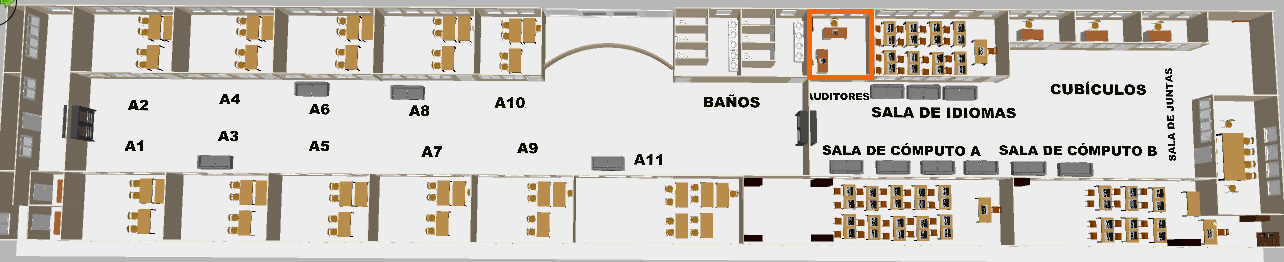 A2
A4
A6
A8
A10
BAÑOS
AUDITORES
SALA DE IDIOMAS
CUBÍCULOS
SALA DE JUNTAS
A1
A3
A5
A7
A9
A11
SALA DE CÓMPUTO A
SALA DE CÓMPUTO B